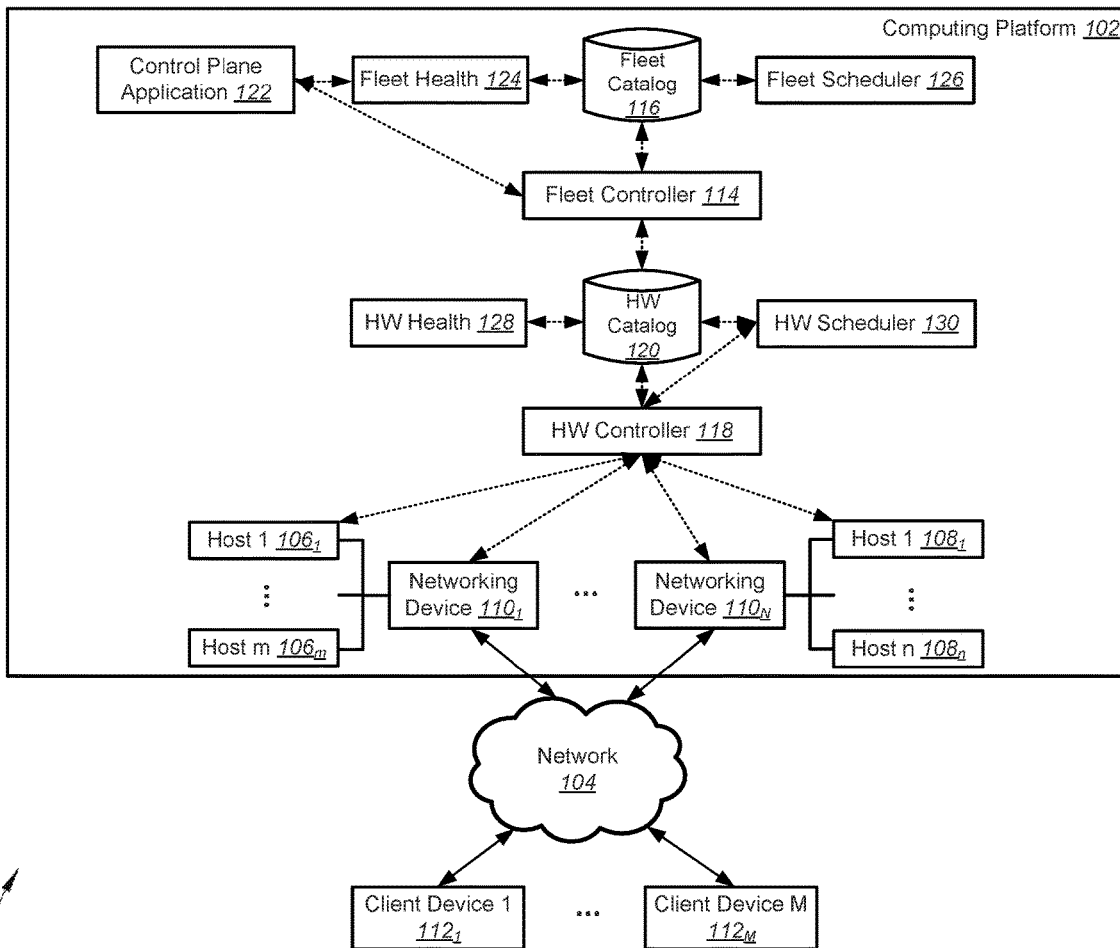 Computing Platform 102
Control Plane
Application 122
Fleet Health 124
Fleet
Catalog
116
Fleet Scheduler 126
Fleet Controller 114
HW Health 128
HW
Catalog
120
HW Scheduler 130
HW Controller 118
Host 1 106₁
Host 1 108₁
Networking
Device 110₁
...
Networking
Device 110_N
Host m 106ₘ
Host n 108ₙ
Network
104
Client Device 1
112₁
...
Client Device M
112_M